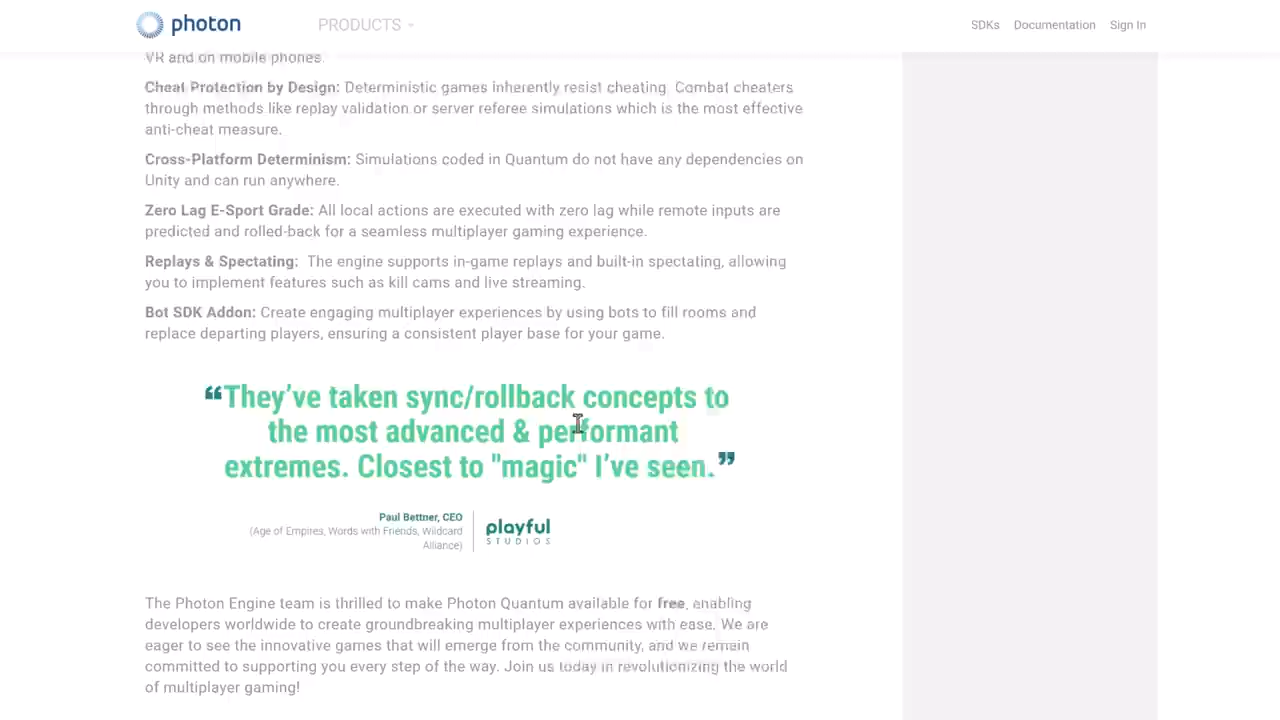 photon
PRODUCTS
SDKs Documentation Sign In
VR and on mobile phones.
Cheat Protection by Design: Deterministic games inherently resist cheating. Combat cheaters
through methods like replay validation or server referee simulations which is the most effective
anti-cheat measure.
Cross-Platform Determinism: Simulations coded in Quantum do not have any dependencies on
Unity and can run anywhere.
Zero Lag E-Sport Grade: All local actions are executed with zero lag while remote inputs are
predicted and rolled-back for a seamless multiplayer gaming experience.
Replays & Spectating: The engine supports in-game replays and built-in spectating, allowing
you to implement features such as kill cams and live streaming.
Bot SDK Addon: Create engaging multiplayer experiences by using bots to fill rooms and
replace departing players, ensuring a consistent player base for your game.
“They’ve taken sync/rollback concepts to
the most advanced & performant
extremes. Closest to "magic" I’ve seen.”
Paul Bettner, CEO
(Age of Empires, Words with Friends, Wildcard
Alliance)
playful
STUDIOS
The Photon Engine team is thrilled to make Photon Quantum available for free, enabling
developers worldwide to create groundbreaking multiplayer experiences with ease. We are
eager to see the innovative games that will emerge from the community, and we remain
committed to supporting you every step of the way. Join us today in revolutionizing the world
of multiplayer gaming!